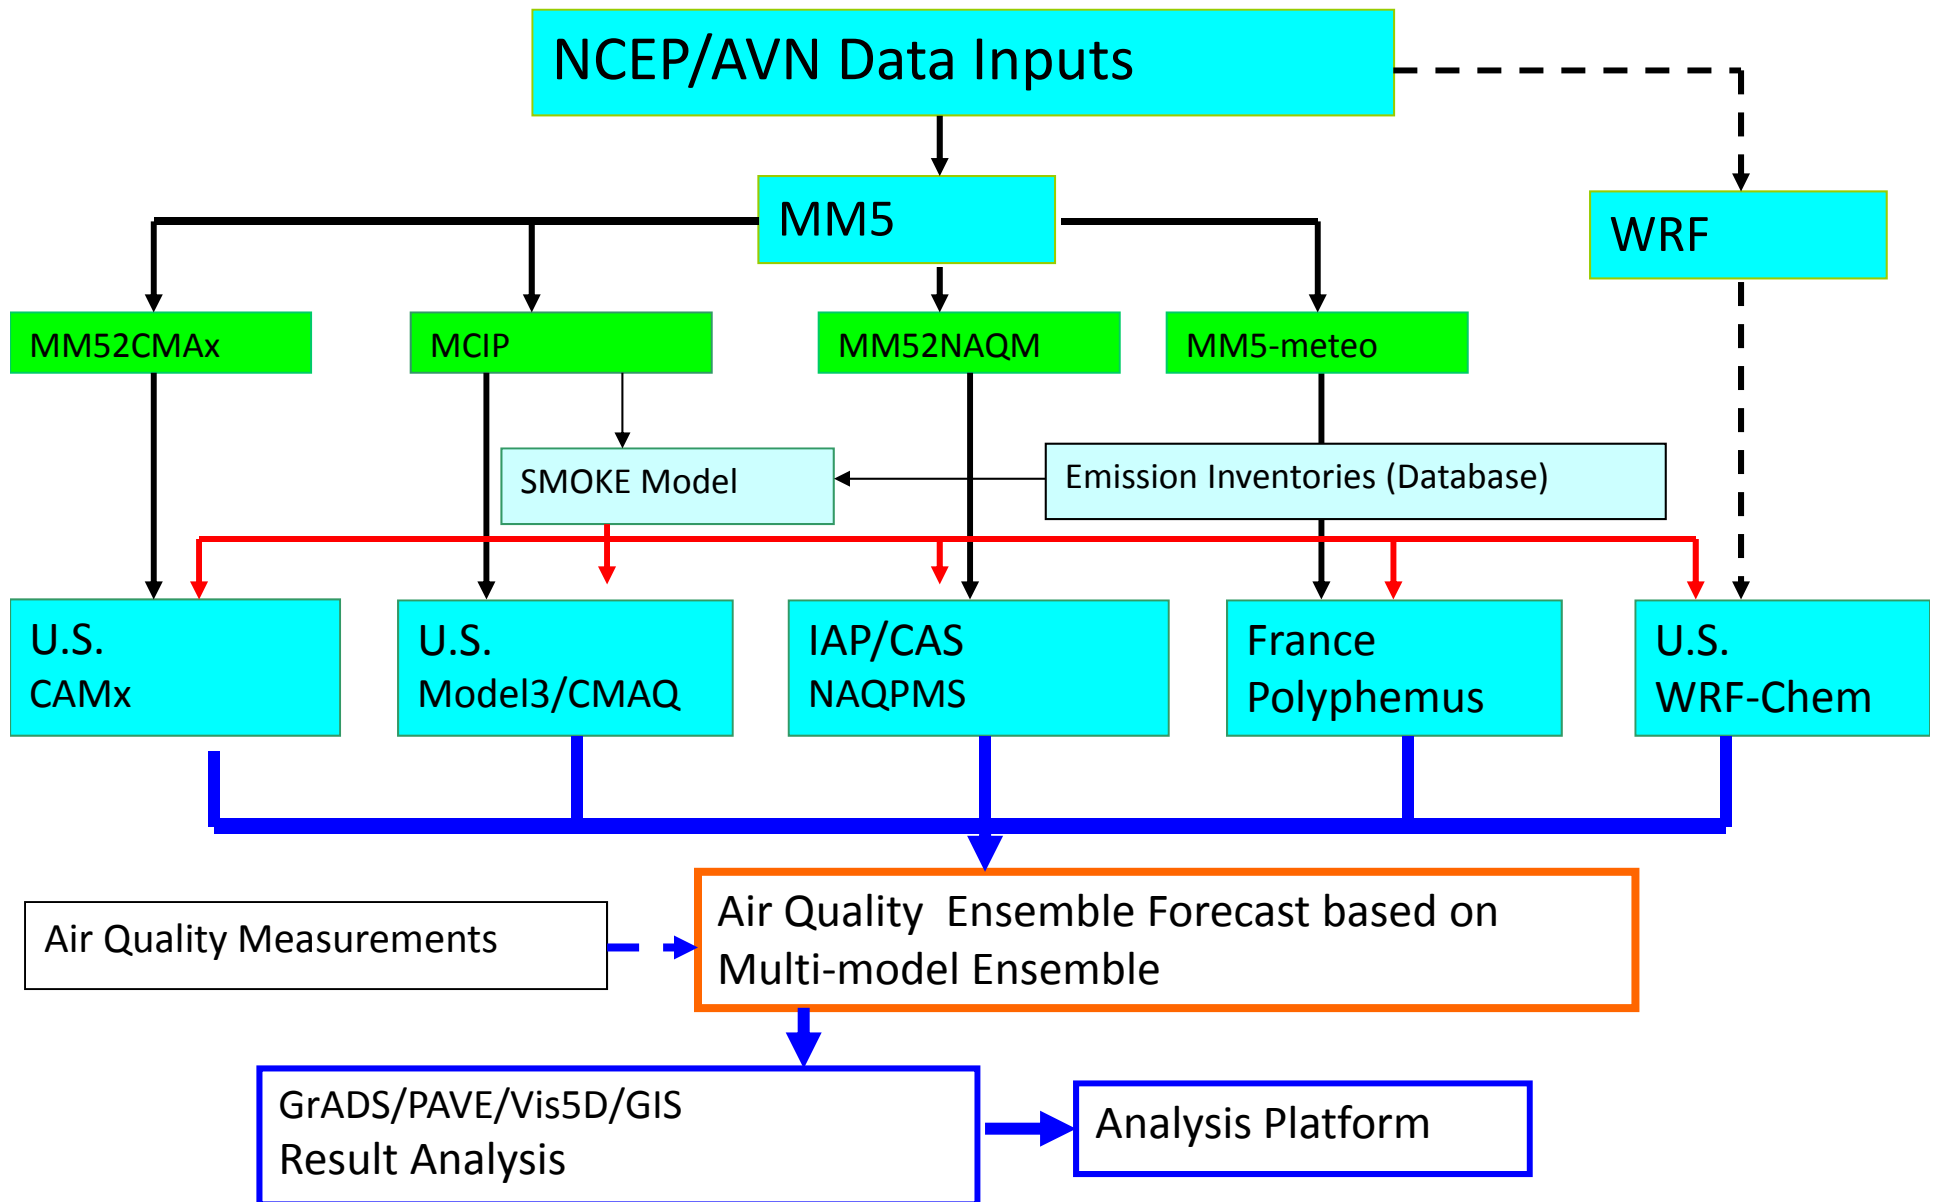 NCEP/AVN Data Inputs
MM5
WRF
MM52CMAx
MCIP
MM52NAQM
MM5-meteo
SMOKE Model
Emission Inventories (Database)
U.S.
CAMx
U.S.
Model3/CMAQ
IAP/CAS
NAQPMS
France
Polyphemus
U.S.
WRF-Chem
Air Quality Measurements
Air Quality  Ensemble Forecast based on
Multi-model Ensemble
GrADS/PAVE/Vis5D/GIS
Result Analysis
Analysis Platform